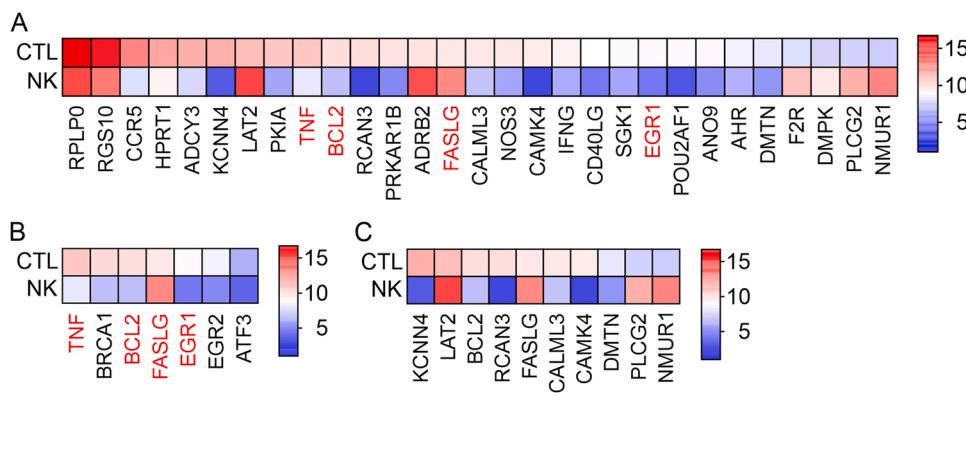 A
CTL
NK
RPLP0 RGS10 CCR5 HPRT1 ADCY3 KCNN4 LAT2 PKIA TNF BCL2 RCAN3 PRKAR1B ADRB2 FASLG CALML3 NOS3 CAMK4 IFNG CD40LG SGK1 EGR1 POU2AF1 ANO9 AHR DMTN F2R DMPK PLCG2 NMUR1
15
10
5
B
CTL
NK
TNF BRCA1 BCL2 FASLG EGR1 EGR2 ATF3
15
10
5
C
CTL
NK
KCNN4 LAT2 BCL2 RCAN3 FASLG CALML3 CAMK4 DMTN PLCG2 NMUR1
15
10
5